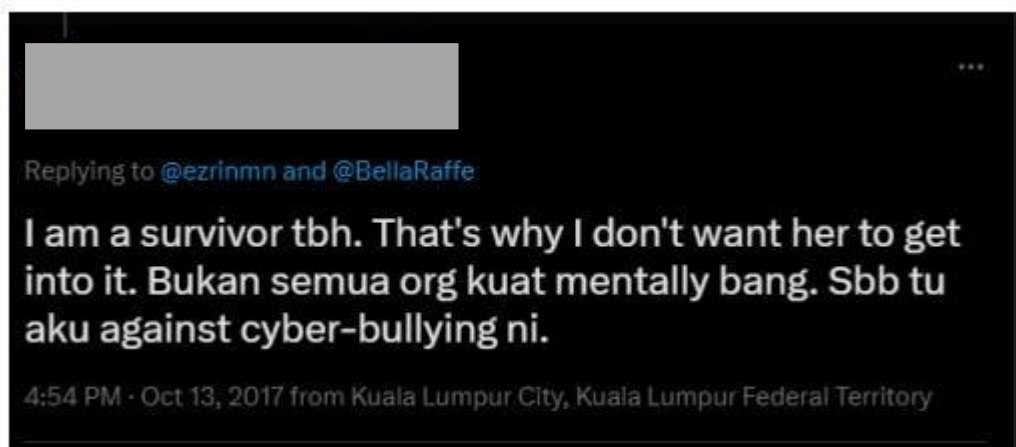 Replying to @ezrinmn and @BellaRaffe
I am a survivor tbh. That's why I don't want her to get
into it. Bukan semua org kuat mentally bang. Sbb tu
aku against cyber-bullying ni.
4:54 PM · Oct 13, 2017 from Kuala Lumpur City, Kuala Lumpur Federal Territory